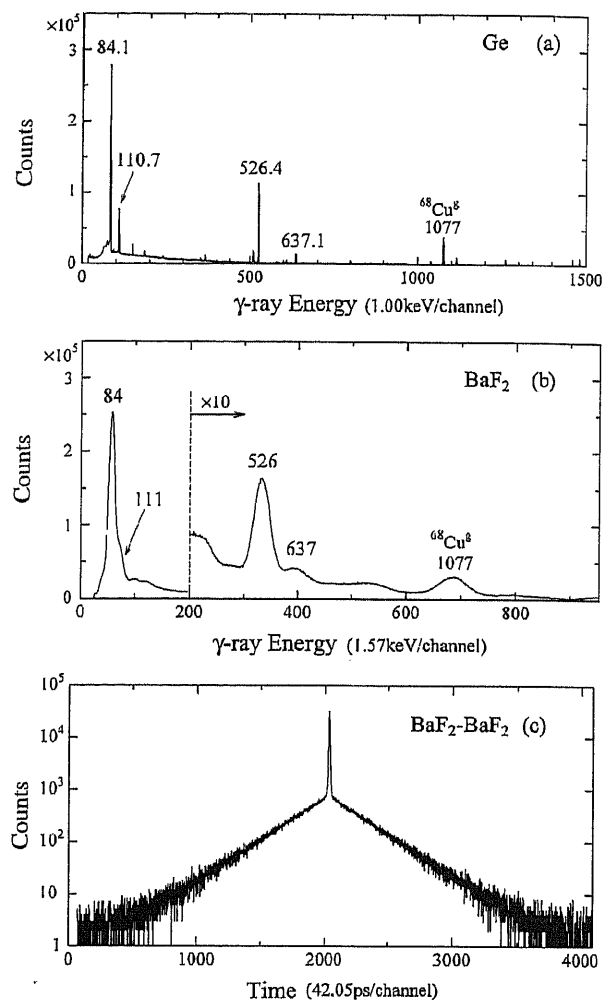 ×10⁵
Ge (a)
3
84.1
2
Counts
110.7
526.4
1
⁶⁸Cuᵍ
1077
637.1
0
0 500 1000 1500
γ-ray Energy (1.00keV/channel)
×10⁵
BaF₂ (b)
3
84
×10
2
526
Counts
111
1
637
⁶⁸Cuᵍ
1077
0
0 200 400 600 800
γ-ray Energy (1.57keV/channel)
10⁵
BaF₂-BaF₂ (c)
10⁴
10³
Counts
10²
10
1
0 1000 2000 3000 4000
Time (42.05ps/channel)